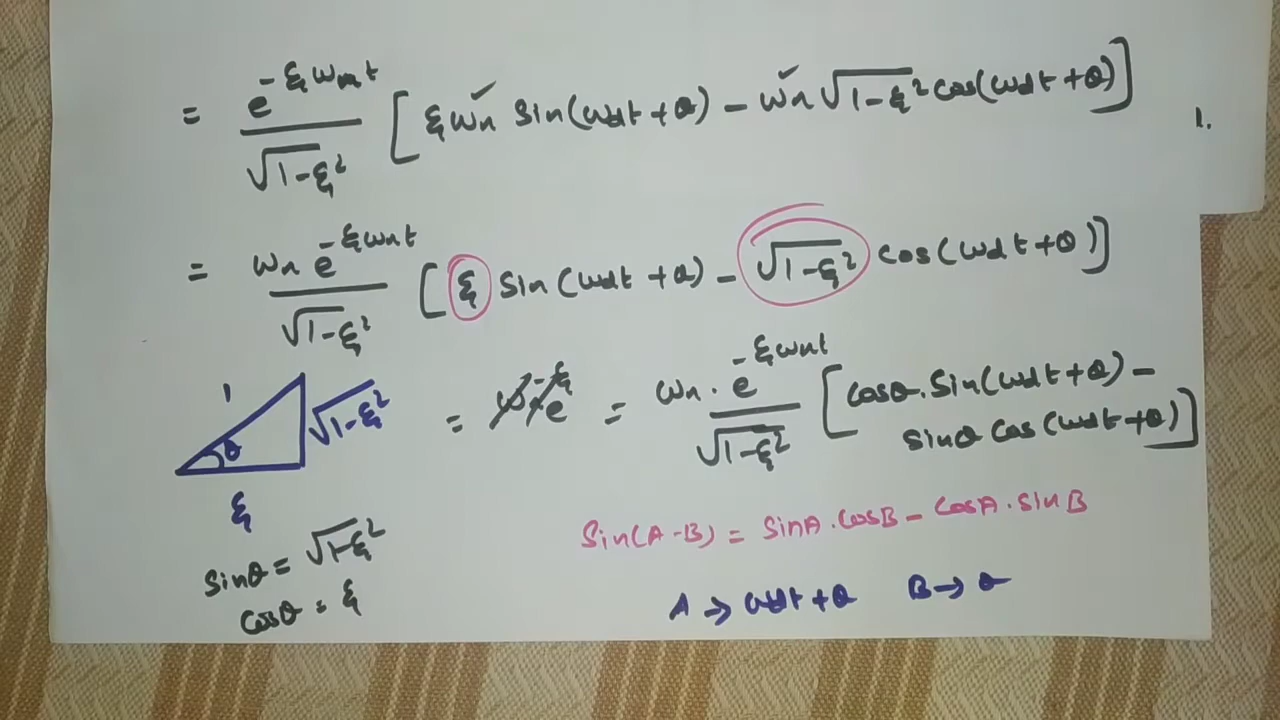 = e^{-ξωnt} / √1-ξ² [ξωn Sin(ωdt+θ) - ωn√1-ξ² cos(ωdt+θ)]
1.
= ωn e^{-ξωnt} / √1-ξ² [ξ Sin(ωdt+θ) - √1-ξ² cos(ωdt+θ)]
1 θ √1-ξ² ξ
= = ωn · e^{-ξωnt} / √1-ξ² [cosθ.Sin(ωdt+θ) -
sinθ cos(ωdt+θ)]
Sin(A-B) = SinA.cosB - cosA.sinB
Sinθ = √1-ξ²
cosθ = ξ
A → ωdt+θ B → θ